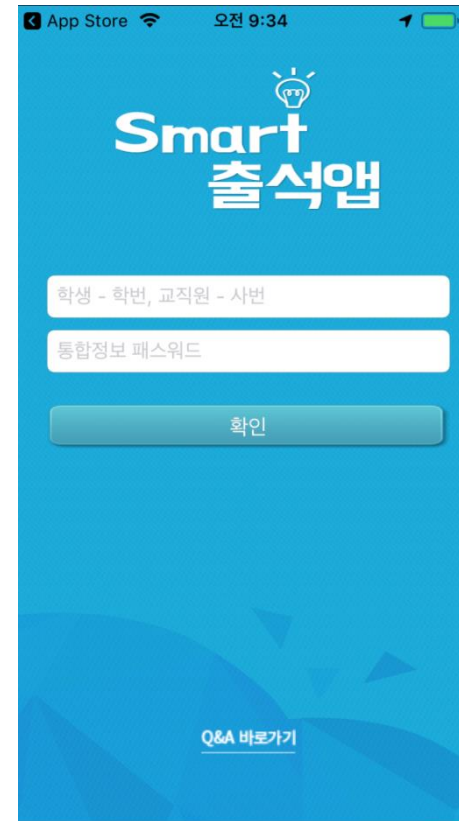 App Store 오전 9:34
Smart
출석앱
학생 - 학번, 교직원 - 사번
통합정보 패스워드
확인
Q&A 바로가기